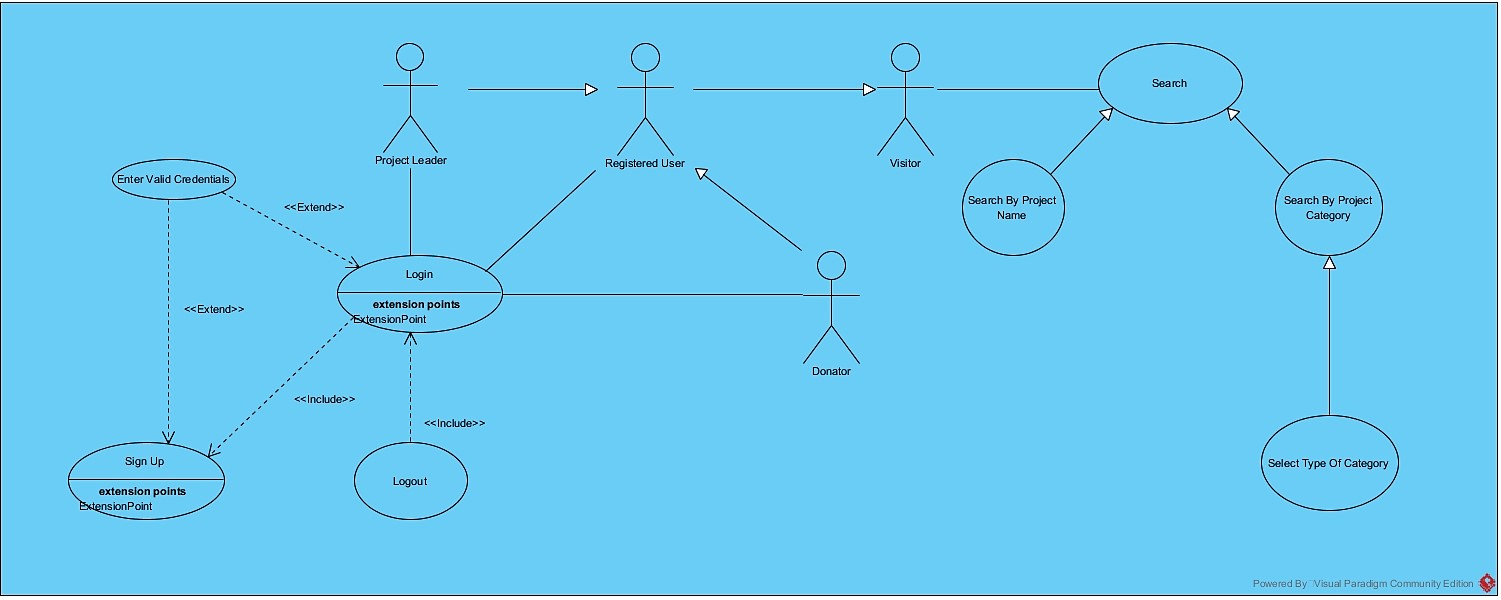 Search
Project Leader
Registered User
Visitor
Enter Valid Credentials
<<Extend>>
Search By Project
Name
Search By Project
Category
Login
extension points
ExtensionPoint
<<Extend>>
Donator
<<Include>>
<<Include>>
Sign Up
extension points
ExtensionPoint
Logout
Select Type Of Category
Powered By Visual Paradigm Community Edition